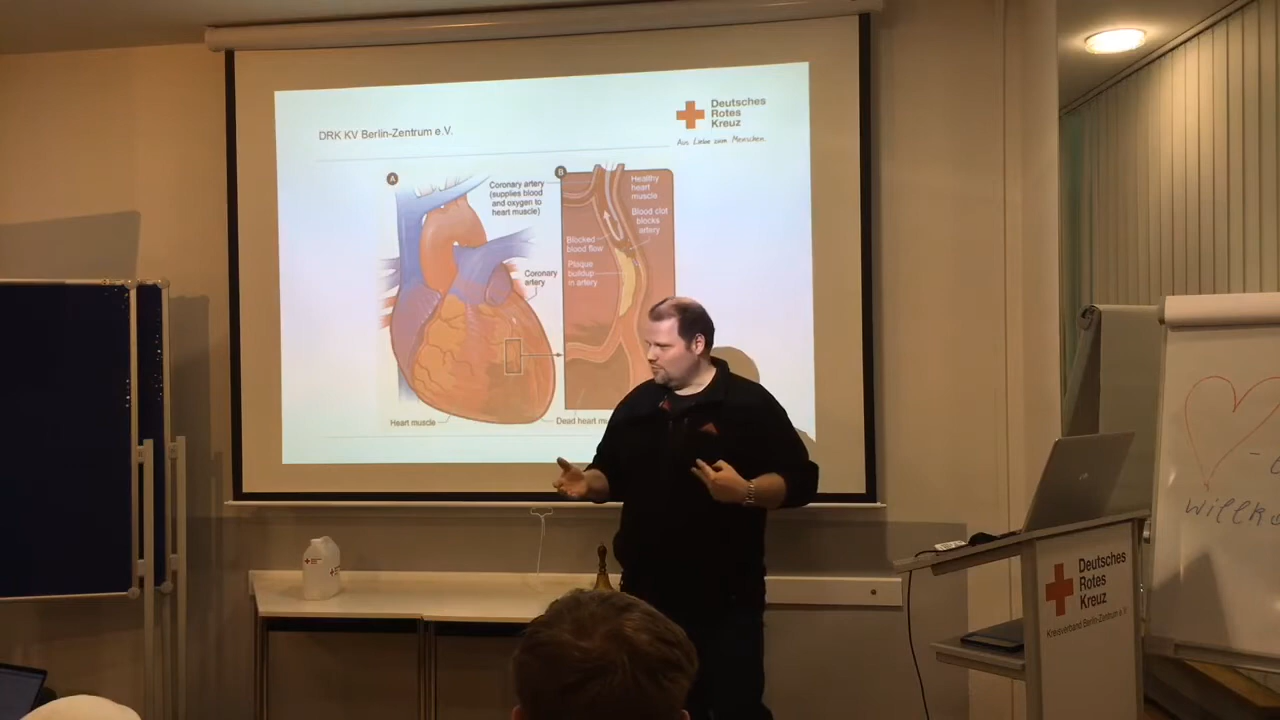 DRK KV Berlin-Zentrum e.V.
Deutsches
Rotes
Kreuz
Aus Liebe zum Menschen.
A
Coronary artery
(supplies blood
and oxygen to
heart muscle)
Coronary
artery
Heart muscle
B
Healthy
heart
muscle
Blood clot
blocks
artery
Blocked
blood flow
Plaque
buildup
in artery
Dead heart mu
Deutsches
Rotes
Kreuz
Kreisverband Berlin-Zentrum e.V.
willko